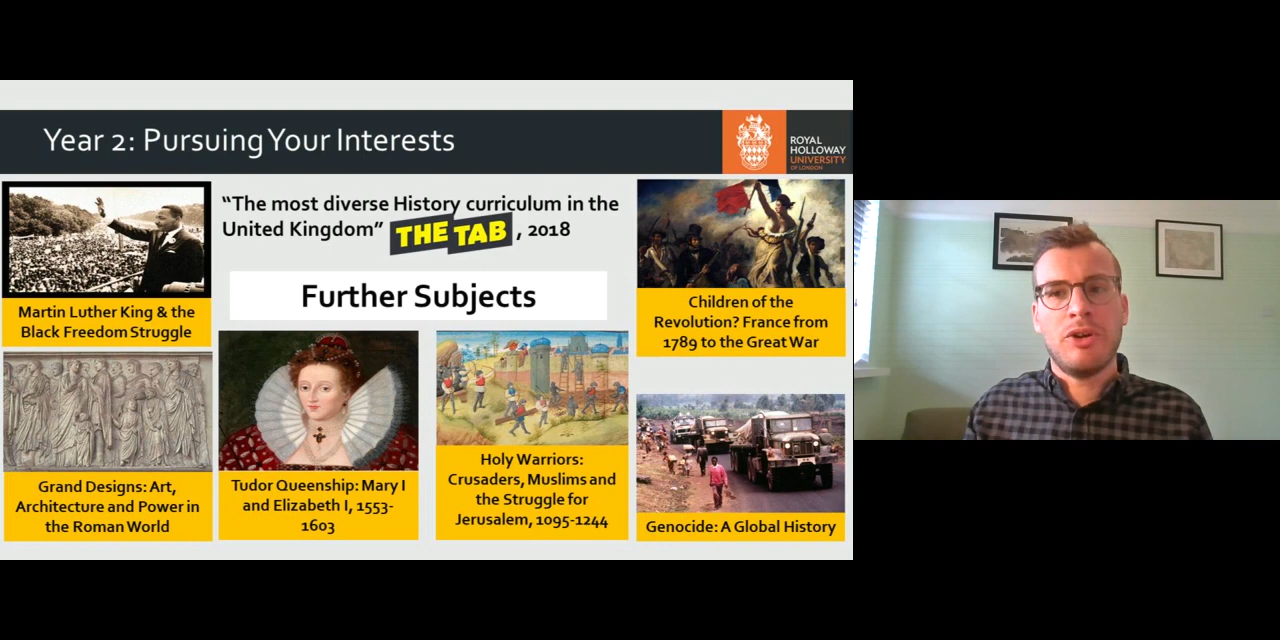 Year 2: Pursuing Your Interests
ROYAL
HOLLOWAY
UNIVERSITY
OF LONDON
“The most diverse History curriculum in the
United Kingdom” THE TAB, 2018
Further Subjects
Martin Luther King & the
Black Freedom Struggle
Children of the
Revolution? France from
1789 to the Great War
Grand Designs: Art,
Architecture and Power in
the Roman World
Tudor Queenship: Mary I
and Elizabeth I, 1553-
1603
Holy Warriors:
Crusaders, Muslims and
the Struggle for
Jerusalem, 1095-1244
Genocide: A Global History